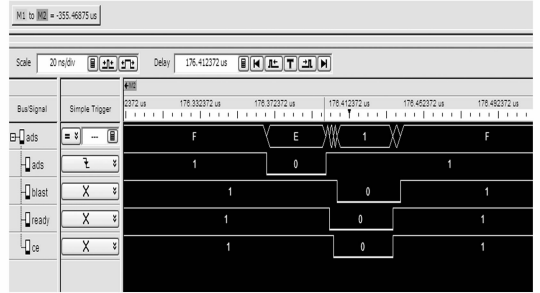 M1 to M2 = -355.46875 us
Scale 20 ns/div Delay 176.412372 us T
M2
Bus/Signal Simple Trigger 2372 us 176.332372 us 176.372372 us 176.412372 us 176.452372 us 176.492372 us
ads = --- F E 1 F
ads 1 0 1
blast X 1 0 1
ready X 1 0 1
ce X 1 0 1